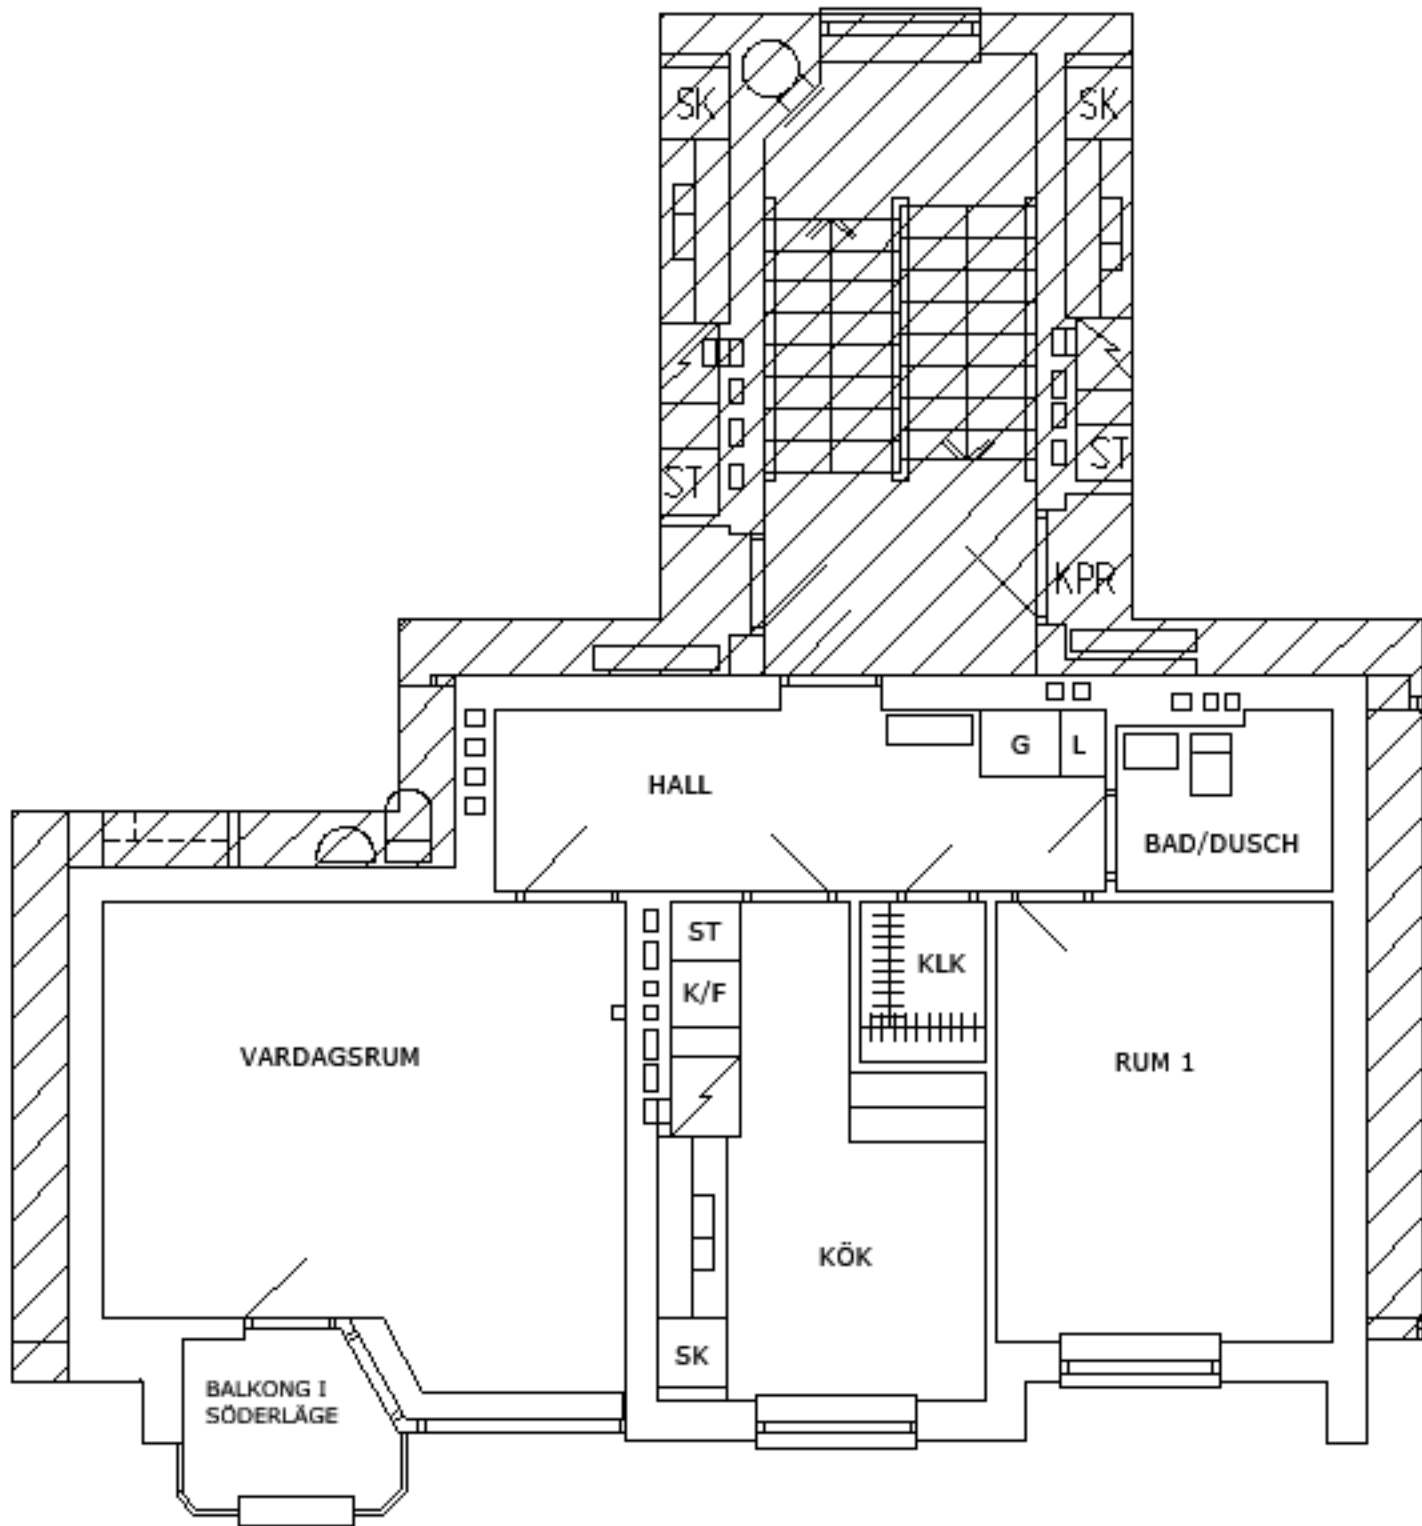 SK
SK
ST
ST
KPR
G
L
HALL
BAD/DUSCH
ST
KLK
K/F
VARDAGSRUM
RUM 1
KÖK
SK
BALKONG I
SÖDERLÄGE